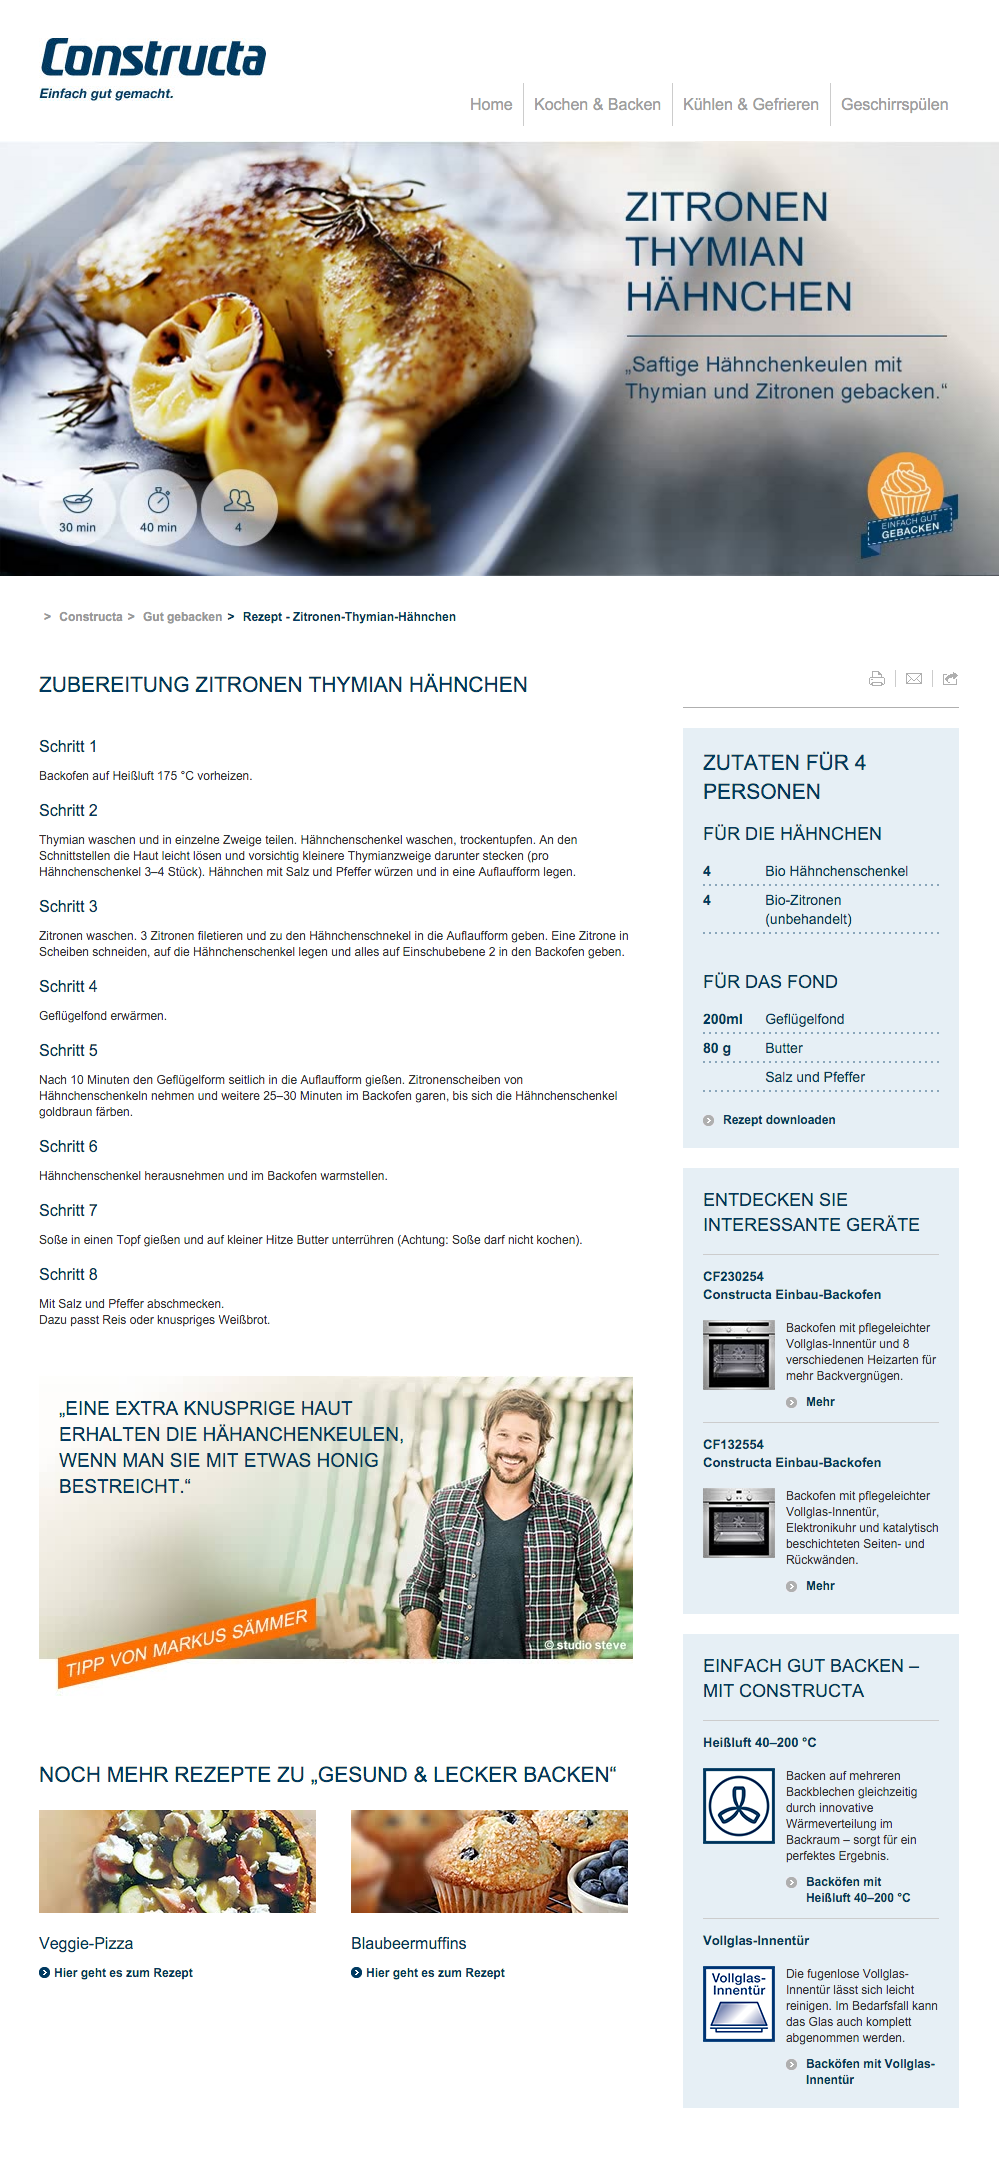 Constructa
Einfach gut gemacht.
Home
Kochen & Backen
Kühlen & Gefrieren
Geschirrspülen
ZITRONEN
THYMIAN
HÄHNCHEN
„Saftige Hähnchenkeulen mit
Thymian und Zitronen gebacken.“
30 min
40 min
4
EINFACH GUT
GEBACKEN
> Constructa > Gut gebacken > Rezept - Zitronen-Thymian-Hähnchen
ZUBEREITUNG ZITRONEN THYMIAN HÄHNCHEN
Schritt 1
Backofen auf Heißluft 175 °C vorheizen.
Schritt 2
Thymian waschen und in einzelne Zweige teilen. Hähnchenschenkel waschen, trockentupfen. An den
Schnittstellen die Haut leicht lösen und vorsichtig kleinere Thymianzweige darunter stecken (pro
Hähnchenschenkel 3–4 Stück). Hähnchen mit Salz und Pfeffer würzen und in eine Auflaufform legen.
Schritt 3
Zitronen waschen. 3 Zitronen filetieren und zu den Hähnchenschnekel in die Auflaufform geben. Eine Zitrone in
Scheiben schneiden, auf die Hähnchenschenkel legen und alles auf Einschubebene 2 in den Backofen geben.
Schritt 4
Geflügelfond erwärmen.
Schritt 5
Nach 10 Minuten den Geflügelform seitlich in die Auflaufform gießen. Zitronenscheiben von
Hähnchenschenkeln nehmen und weitere 25–30 Minuten im Backofen garen, bis sich die Hähnchenschenkel
goldbraun färben.
Schritt 6
Hähnchenschenkel herausnehmen und im Backofen warmstellen.
Schritt 7
Soße in einen Topf gießen und auf kleiner Hitze Butter unterrühren (Achtung: Soße darf nicht kochen).
Schritt 8
Mit Salz und Pfeffer abschmecken.
Dazu passt Reis oder knuspriges Weißbrot.
„EINE EXTRA KNUSPRIGE HAUT
ERHALTEN DIE HÄHANCHENKEULEN,
WENN MAN SIE MIT ETWAS HONIG
BESTREICHT.“
TIPP VON MARKUS SÄMMER
© studio steve
NOCH MEHR REZEPTE ZU „GESUND & LECKER BACKEN“
Veggie-Pizza
Hier geht es zum Rezept
Blaubeermuffins
Hier geht es zum Rezept
ZUTATEN FÜR 4
PERSONEN
FÜR DIE HÄHNCHEN
4 Bio Hähnchenschenkel
4 Bio-Zitronen
(unbehandelt)
FÜR DAS FOND
200ml Geflügelfond
80 g Butter
Salz und Pfeffer
Rezept downloaden
ENTDECKEN SIE
INTERESSANTE GERÄTE
CF230254
Constructa Einbau-Backofen
Backofen mit pflegeleichter
Vollglas-Innentür und 8
verschiedenen Heizarten für
mehr Backvergnügen.
Mehr
CF132554
Constructa Einbau-Backofen
Backofen mit pflegeleichter
Vollglas-Innentür,
Elektronikuhr und katalytisch
beschichteten Seiten- und
Rückwänden.
Mehr
EINFACH GUT BACKEN –
MIT CONSTRUCTA
Heißluft 40–200 °C
Backen auf mehreren
Backblechen gleichzeitig
durch innovative
Wärmeverteilung im
Backraum – sorgt für ein
perfektes Ergebnis.
Backöfen mit
Heißluft 40–200 °C
Vollglas-Innentür
Vollglas-
Innentür
Die fugenlose Vollglas-
Innentür lässt sich leicht
reinigen. Im Bedarfsfall kann
das Glas auch komplett
abgenommen werden.
Backöfen mit Vollglas-
Innentür